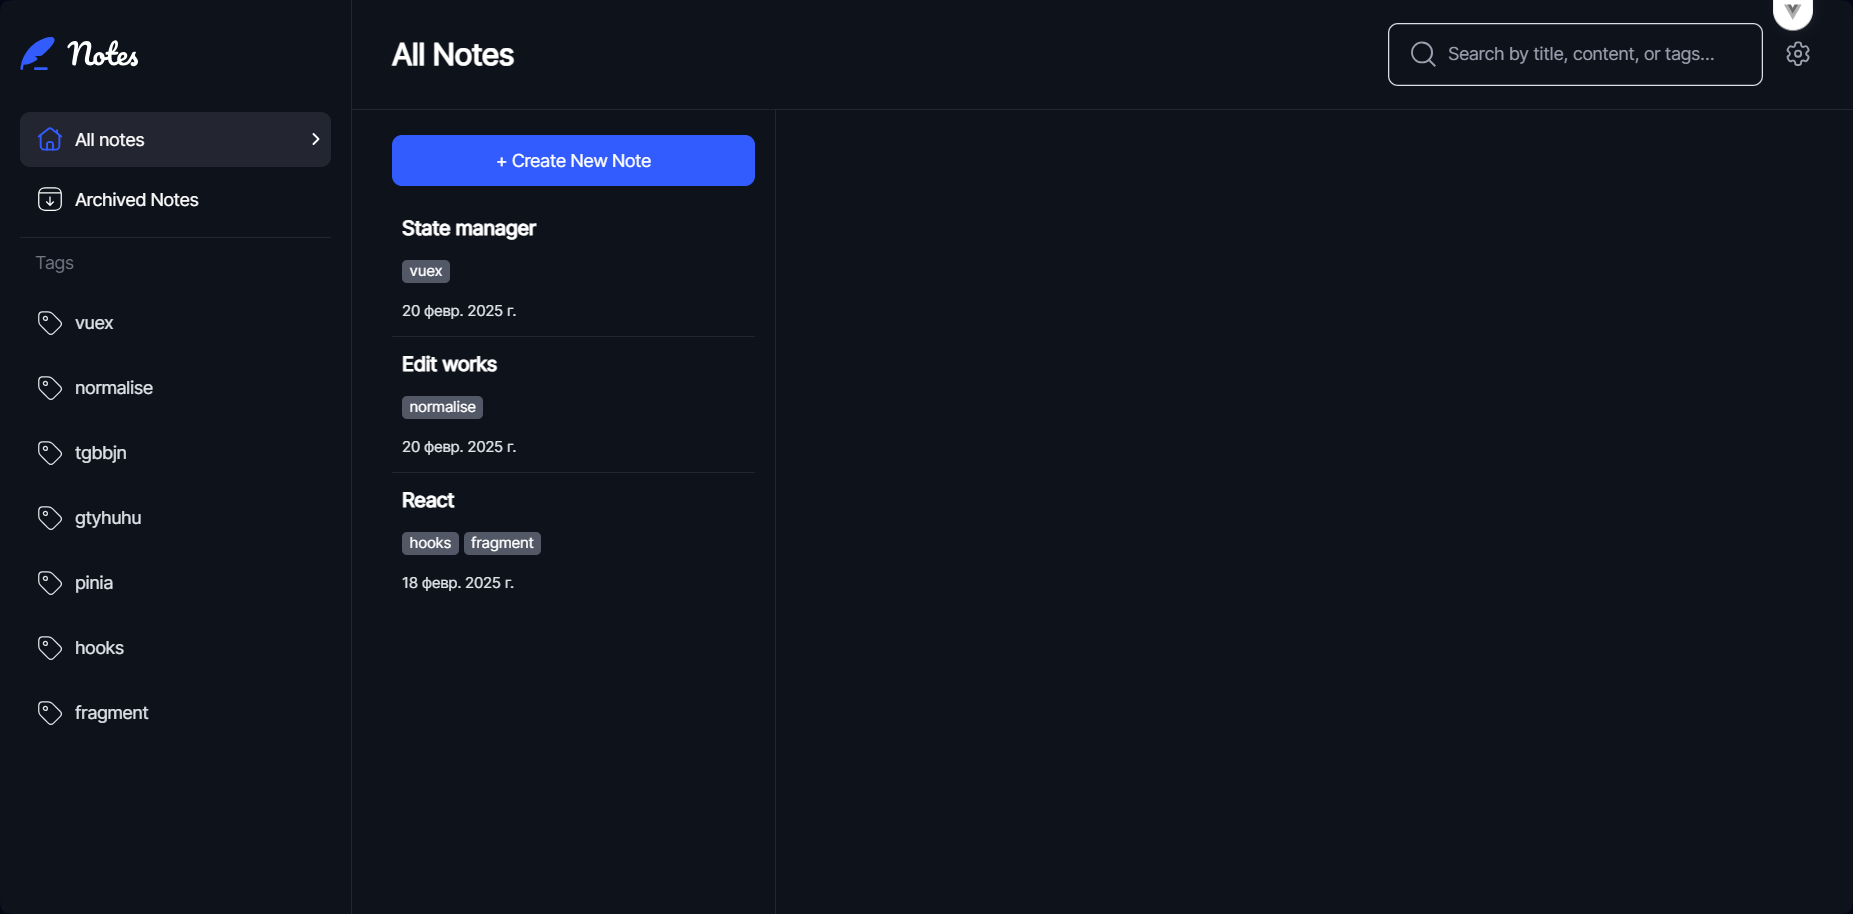 Notes
All notes
Archived Notes
Tags
vuex
normalise
tgbbjn
gtyhuhu
pinia
hooks
fragment
All Notes
Search by title, content, or tags...
+ Create New Note
State manager
vuex
20 февр. 2025 г.
Edit works
normalise
20 февр. 2025 г.
React
hooks fragment
18 февр. 2025 г.